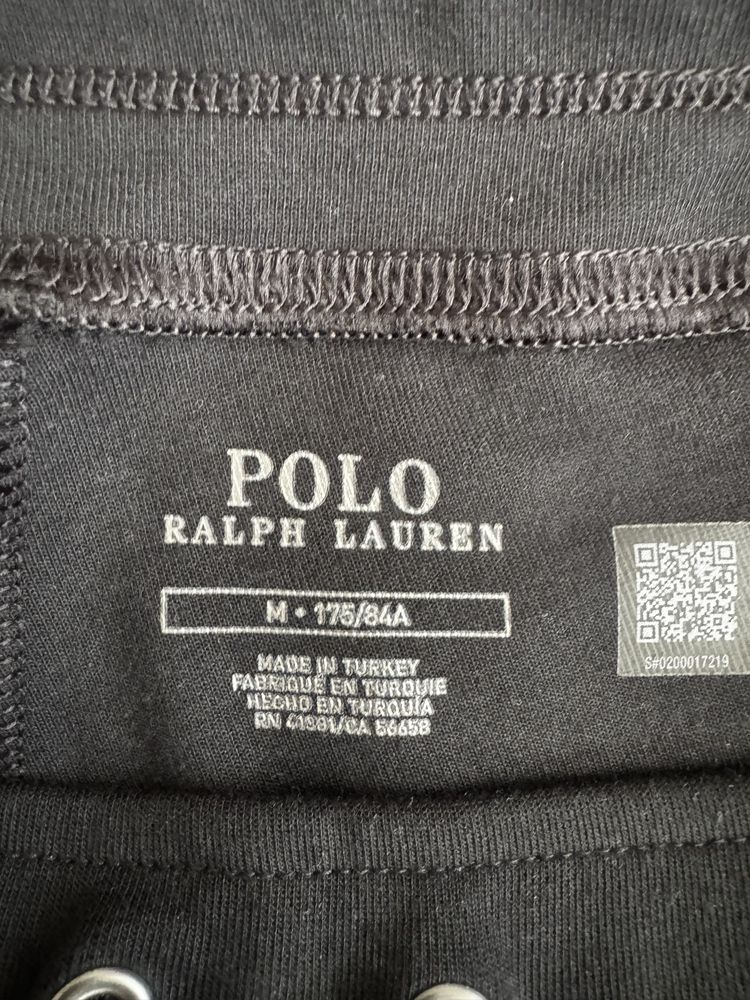 POLO
RALPH LAUREN
M • 175/84A
MADE IN TURKEY
FABRIQUÉ EN TURQUIE
HECHO EN TURQUÍA
RN 41381/CA 56658
S#0200017219